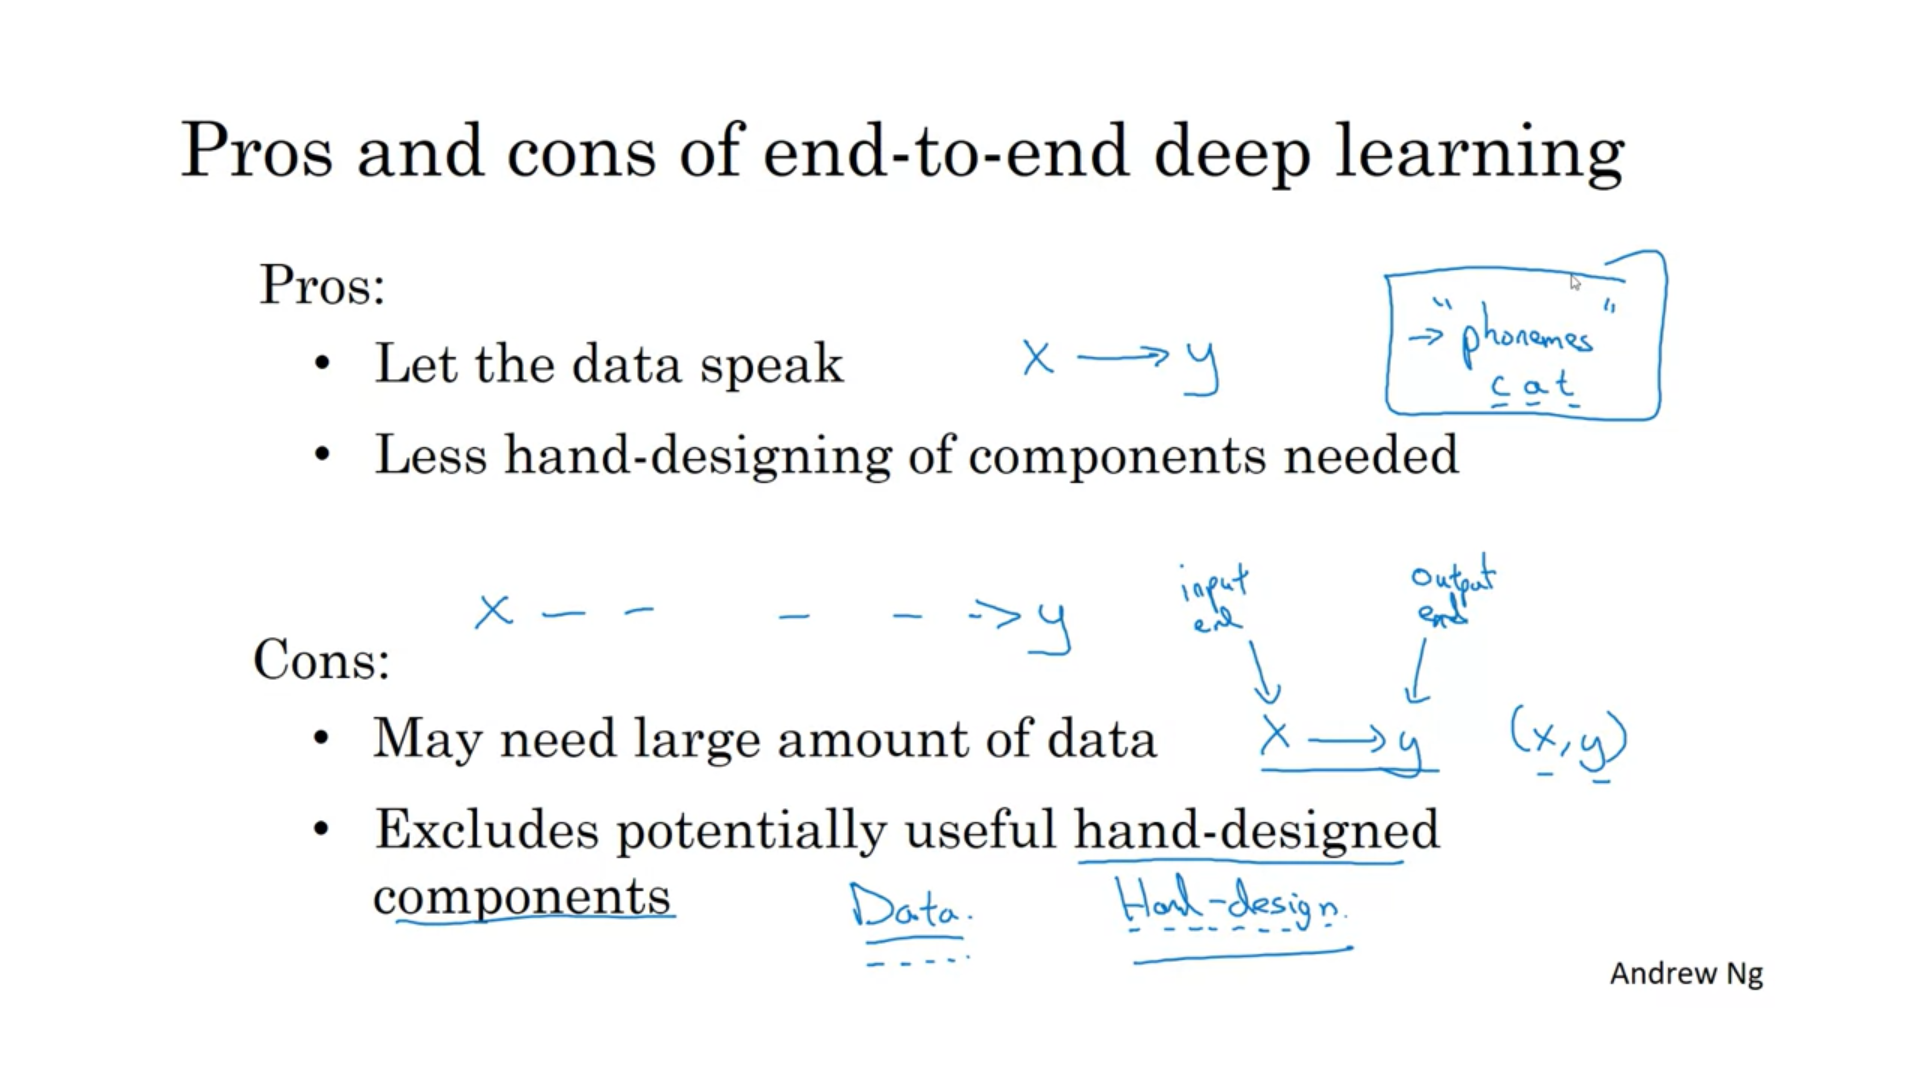 Pros and cons of end-to-end deep learning
Pros:
• Let the data speak
x → y
"
→ phonemes "
c a t
• Less hand-designing of components needed
x - - - - -> y
input
end
output
end
Cons:
• May need large amount of data
x → y
(x, y)
• Excludes potentially useful hand-designed
components
Data.
Hand-design.
Andrew Ng